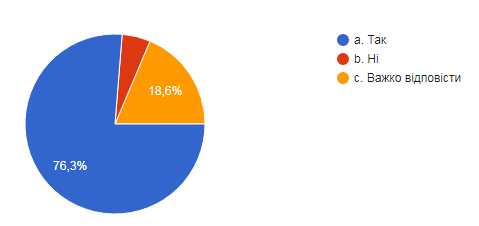 a. Так
b. Ні
c. Важко відповісти
18,6%
76,3%